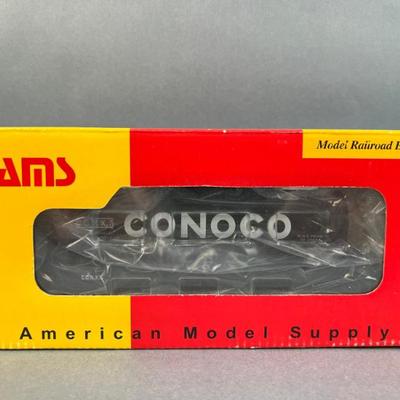 AMS
Model Railroad E
CONOCO
American Model Supply